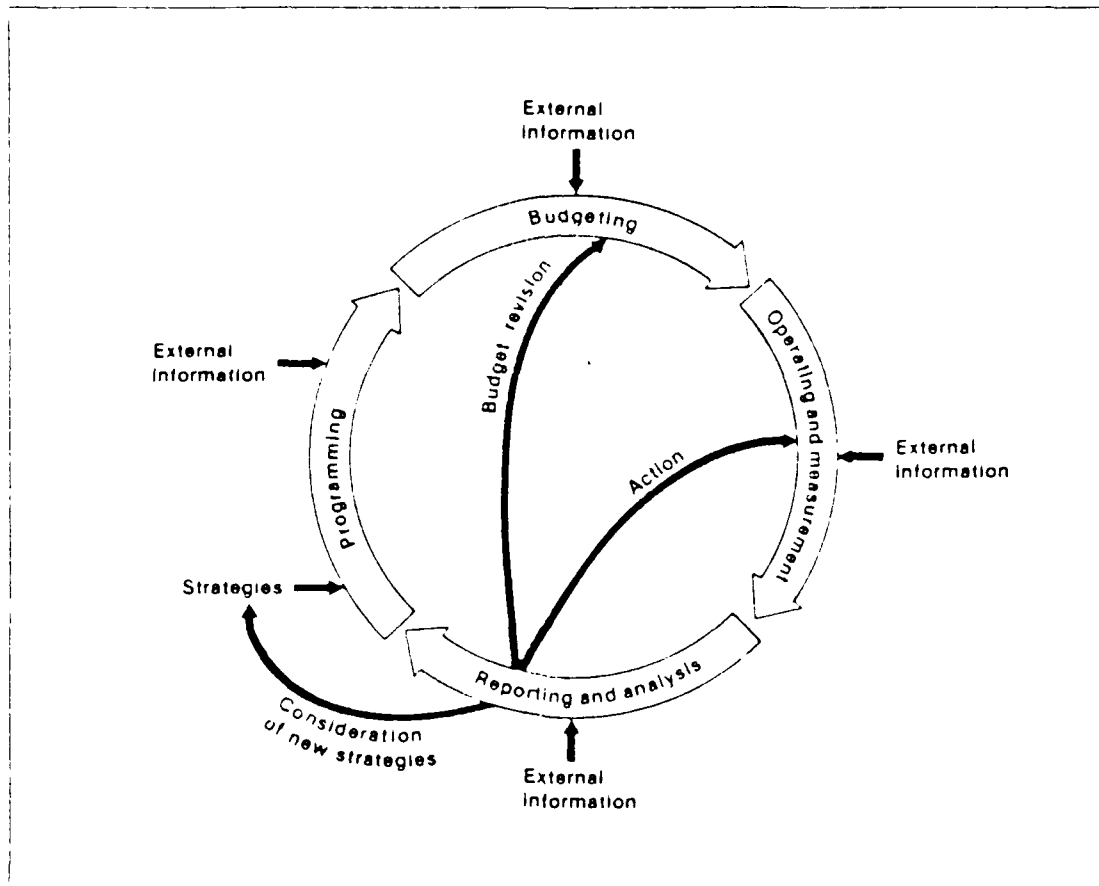 External
Information
Budgeting
Budget revision
Operating and measurement
External
Information
Programming
Action
External
Information
Strategies
Reporting and analysis
Consideration
of new strategies
External
Information